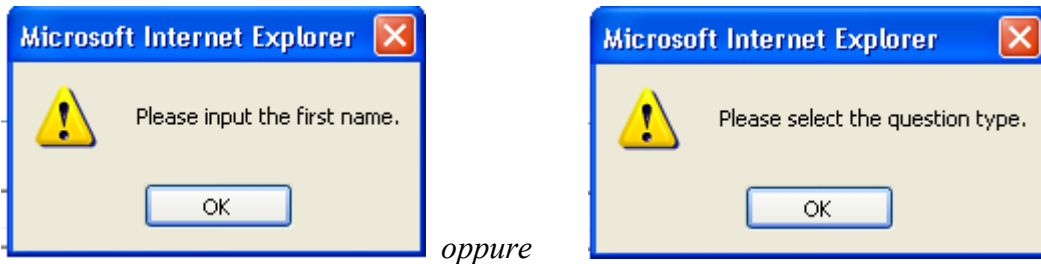 Microsoft Internet Explorer
Please input the first name.
OK
oppure
Microsoft Internet Explorer
Please select the question type.
OK